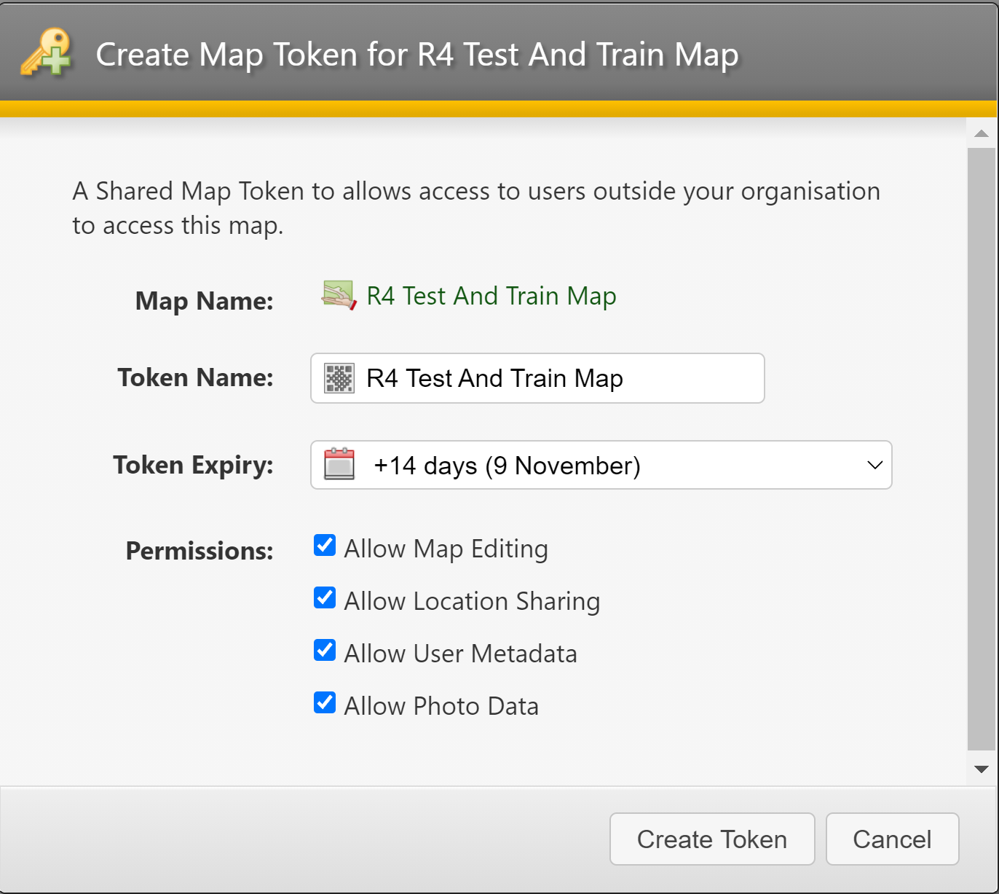 Create Map Token for R4 Test And Train Map
A Shared Map Token to allows access to users outside your organisation
to access this map.
Map Name: R4 Test And Train Map
Token Name: R4 Test And Train Map
Token Expiry: +14 days (9 November)
Permissions: Allow Map Editing
Allow Location Sharing
Allow User Metadata
Allow Photo Data
Create Token Cancel